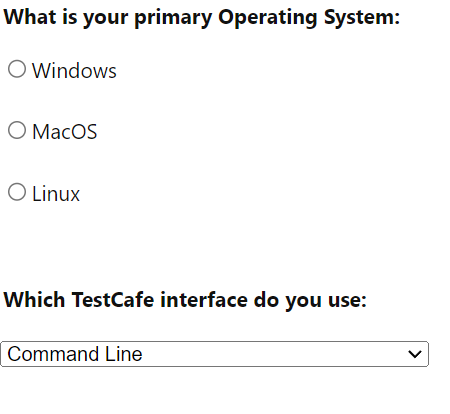 What is your primary Operating System:
Windows
MacOS
Linux
Which TestCafe interface do you use:
Command Line